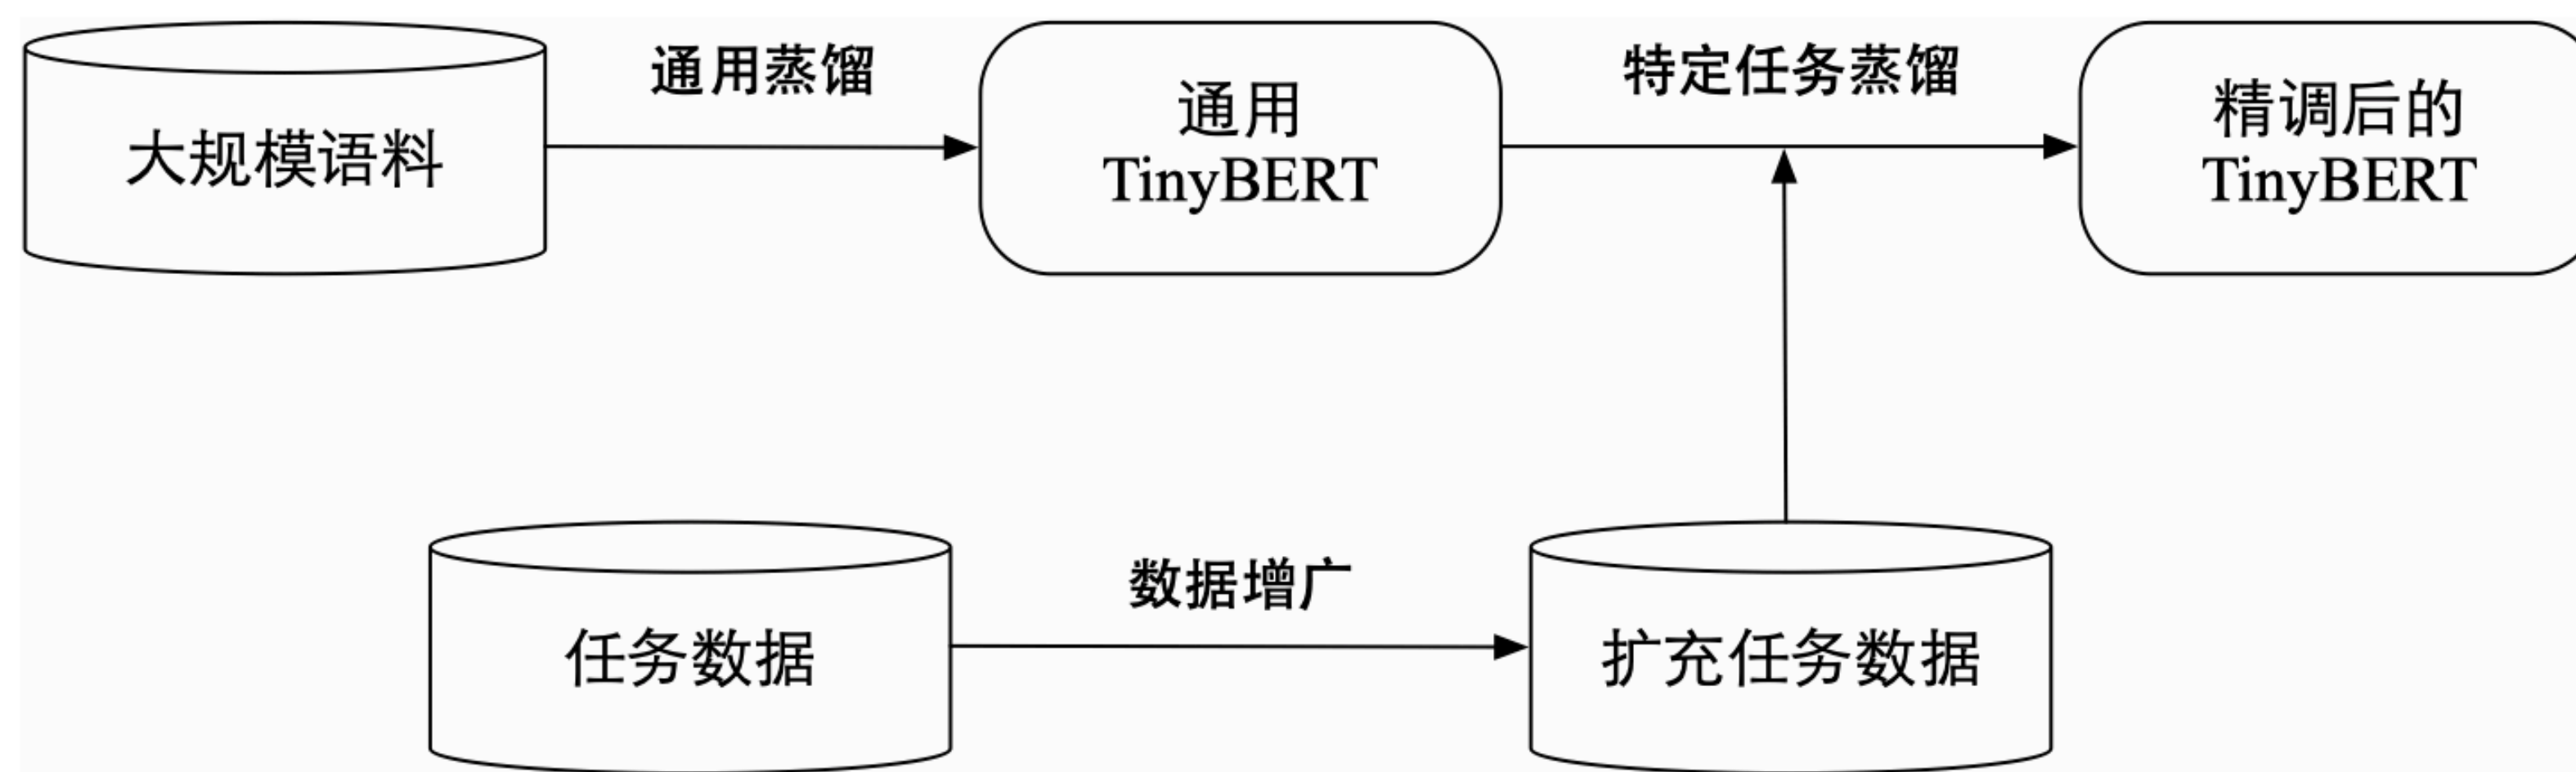 大规模语料
通用蒸馏
通用
TinyBERT
特定任务蒸馏
精调后的
TinyBERT
任务数据
数据增广
扩充任务数据